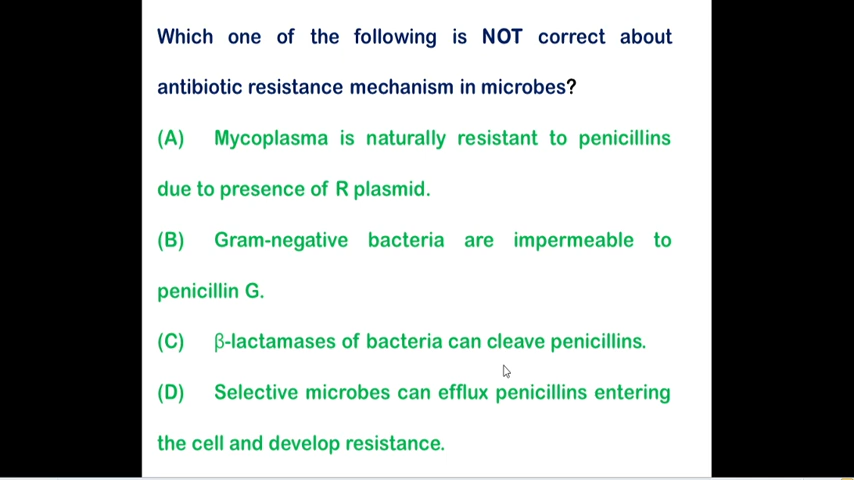 Which one of the following is NOT correct about
antibiotic resistance mechanism in microbes?
(A) Mycoplasma is naturally resistant to penicillins
due to presence of R plasmid.
(B) Gram-negative bacteria are impermeable to
penicillin G.
(C) β-lactamases of bacteria can cleave penicillins.
(D) Selective microbes can efflux penicillins entering
the cell and develop resistance.